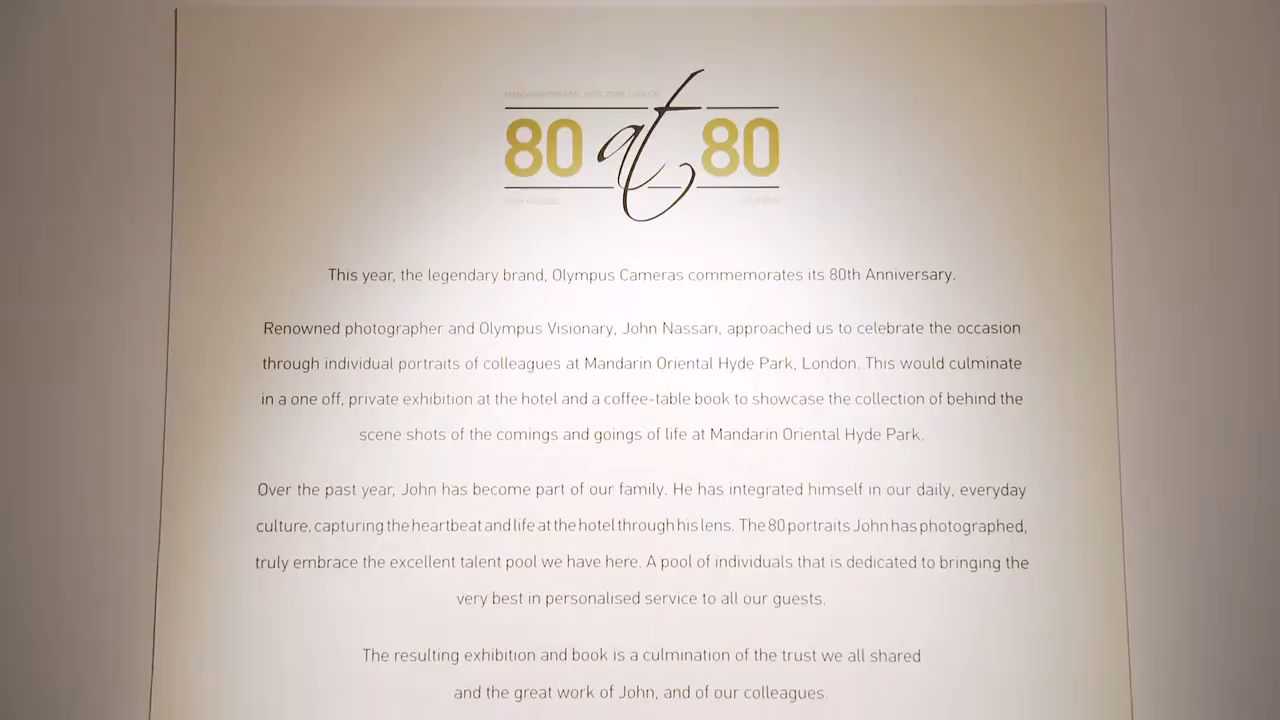 MANDARIN ORIENTAL HYDE PARK, LONDON
80 at 80
This year, the legendary brand, Olympus Cameras commemorates its 80th Anniversary.
Renowned photographer and Olympus Visionary, John Nassari, approached us to celebrate the occasion
through individual portraits of colleagues at Mandarin Oriental Hyde Park, London. This would culminate
in a one off, private exhibition at the hotel and a coffee-table book to showcase the collection of behind the
scene shots of the comings and goings of life at Mandarin Oriental Hyde Park.
Over the past year, John has become part of our family. He has integrated himself in our daily, everyday
culture, capturing the heartbeat and life at the hotel through his lens. The 80 portraits John has photographed,
truly embrace the excellent talent pool we have here. A pool of individuals that is dedicated to bringing the
very best in personalised service to all our guests.
The resulting exhibition and book is a culmination of the trust we all shared
and the great work of John, and of our colleagues.